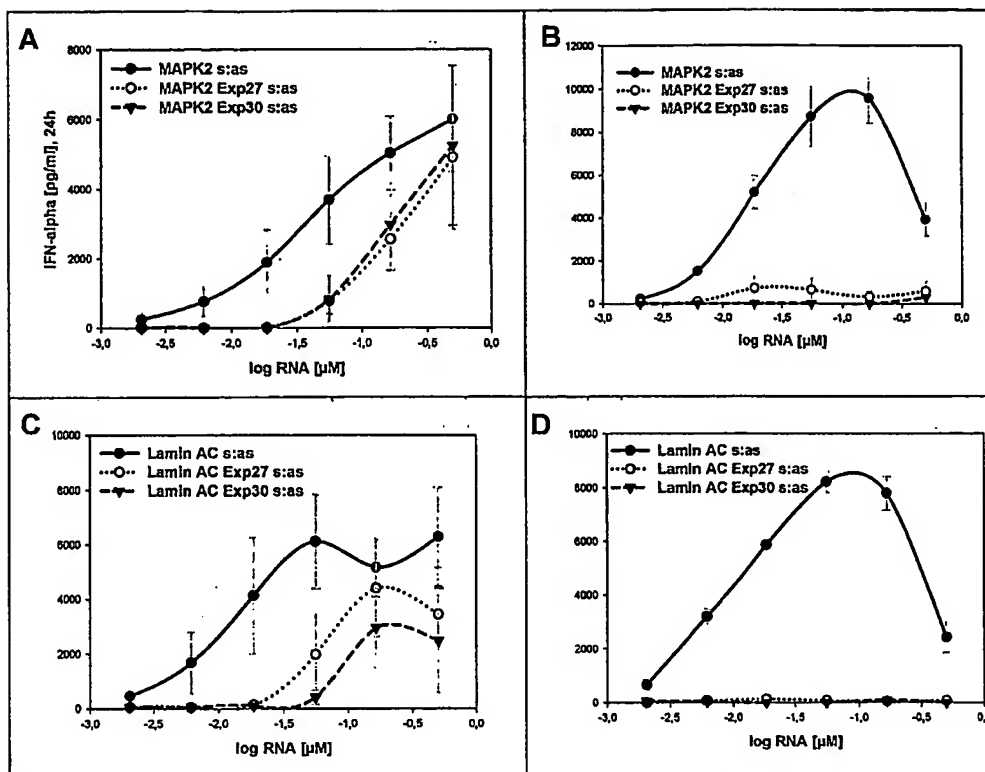 A
8000
6000
4000
2000
0
IFN-alpha [pg/ml], 24h
MAPK2 s:as
MAPK2 Exp27 s:as
MAPK2 Exp30 s:as
-3,0 -2,5 -2,0 -1,5 -1,0 -0,5 0,0
log RNA [µM]
B
12000
10000
8000
6000
4000
2000
0
MAPK2 s:as
MAPK2 Exp27 s:as
MAPK2 Exp30 s:as
-3,0 -2,5 -2,0 -1,5 -1,0 -0,5 0,0
log RNA [µM]
C
10000
8000
6000
4000
2000
0
Lamin AC s:as
Lamin AC Exp27 s:as
Lamin AC Exp30 s:as
-3,0 -2,5 -2,0 -1,5 -1,0 -0,5 0,0
log RNA [µM]
D
10000
8000
6000
4000
2000
0
Lamin AC s:as
Lamin AC Exp27 s:as
Lamin AC Exp30 s:as
-3,0 -2,5 -2,0 -1,5 -1,0 -0,5 0,0
log RNA [µM]